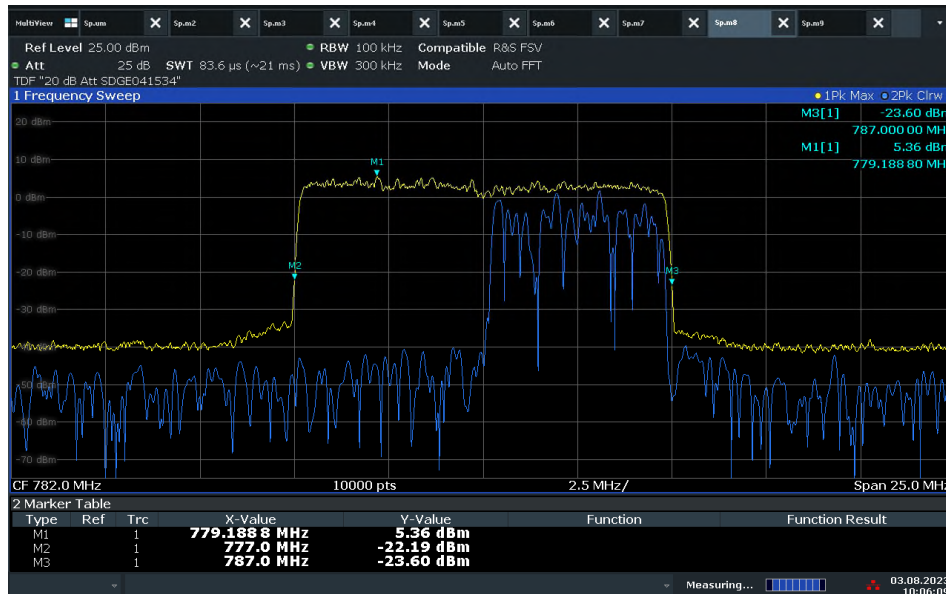 MultiView Sp.um Sp.m2 Sp.m3 Sp.m4 Sp.m5 Sp.m6 Sp.m7 Sp.m8 Sp.m9
Ref Level 25.00 dBm RBW 100 kHz Compatible R&S FSV
Att 25 dB SWT 83.6 µs (~21 ms) VBW 300 kHz Mode Auto FFT
TDF "20 dB Att SDGE041534"
1 Frequency Sweep 1Pk Max 2Pk Clrw
M3[1] -23.60 dBm
787.000 00 MH
M1[1] 5.36 dBm
779.188 80 MH
20 dBm
10 dBm
M1
0 dBm
-10 dBm
-20 dBm
M2
M3
-30 dBm
-50 dBm
-60 dBm
-70 dBm
CF 782.0 MHz 10000 pts 2.5 MHz/ Span 25.0 MHz
2 Marker Table
Type Ref Trc X-Value Y-Value Function Function Result
M1 1 779.188 8 MHz 5.36 dBm
M2 1 777.0 MHz -22.19 dBm
M3 1 787.0 MHz -23.60 dBm
Measuring... 03.08.2023
10:06:09